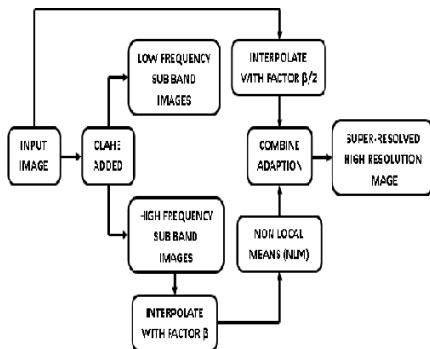 LOW FREQUENCY
SUB BAND
IMAGES
INTERPOLATE
WITH FACTOR β/2
INPUT
IMAGE
CLAHE
ADDED
COMBINE
ADAPTION
SUPER-RESOLVED
HIGH RESOLUTION
IMAGE
HIGH FREQUENCY
SUB BAND
IMAGES
NON LOCAL
MEANS (NLM)
INTERPOLATE
WITH FACTOR β